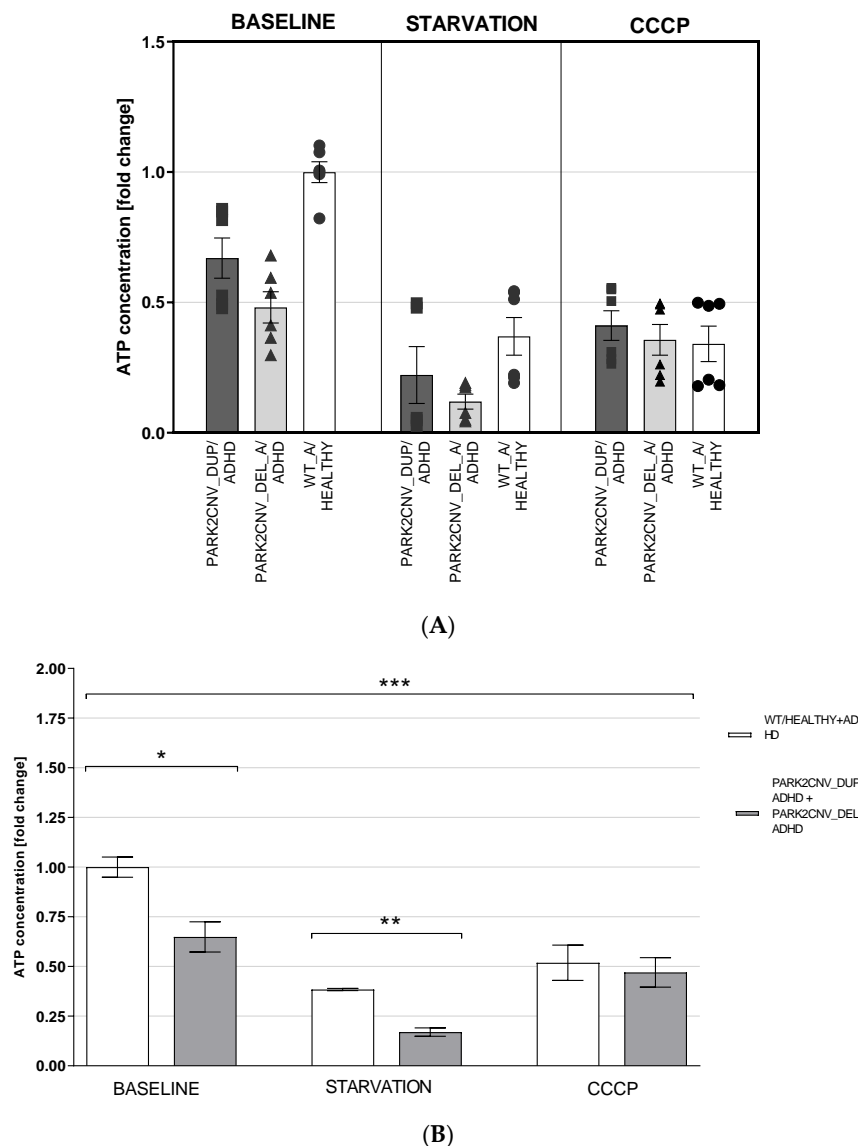 BASELINE STARVATION CCCP
1.5
1.0
0.5
0.0
ATP concentration [fold change]
PARK2CNV_DUP/
ADHD
PARK2CNV_DEL_A/
ADHD
WT_A/
HEALTHY
PARK2CNV_DUP/
ADHD
PARK2CNV_DEL_A/
ADHD
WT_A/
HEALTHY
PARK2CNV_DUP/
ADHD
PARK2CNV_DEL_A/
ADHD
WT_A/
HEALTHY
(A)
2.00
1.75
1.50
1.25
1.00
0.75
0.50
0.25
0.00
ATP concentration [fold change]
***
*
**
BASELINE STARVATION CCCP
WT/HEALTHY+AD
HD
PARK2CNV_DUP
ADHD +
PARK2CNV_DEL
ADHD
(B)